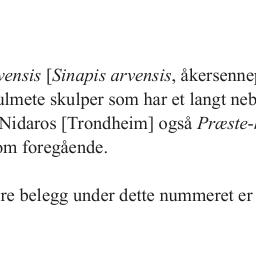 vensis [Sinapis arvensis, åkersennep
ulmete skulper som har et langt neb
Nidaros [Trondheim] også Præste-
om foregående.
re belegg under dette nummeret er